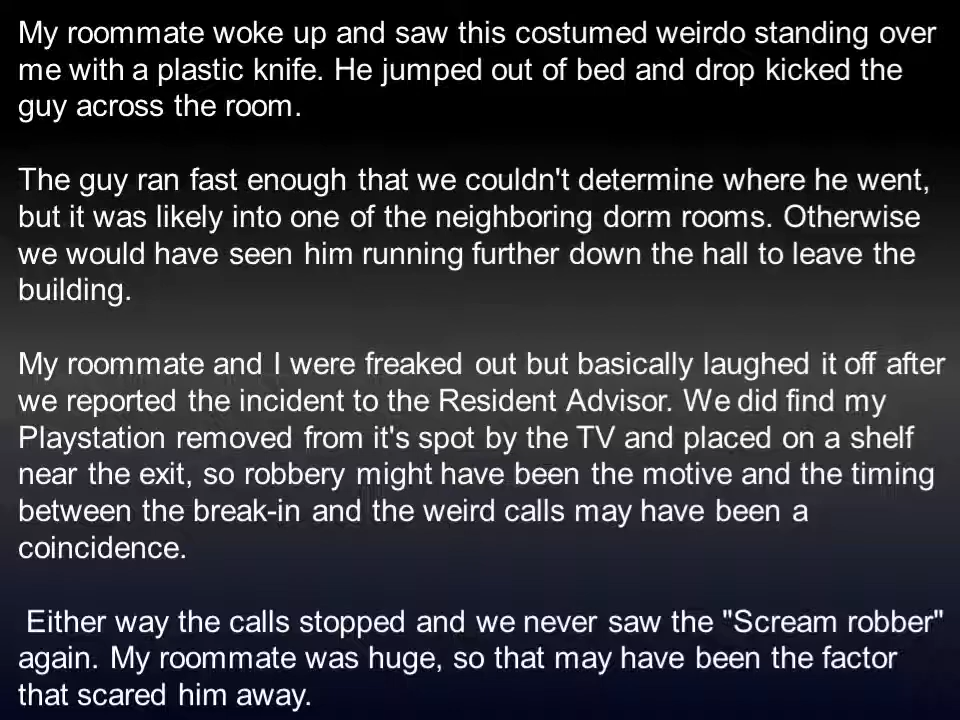 My roommate woke up and saw this costumed weirdo standing over
me with a plastic knife. He jumped out of bed and drop kicked the
guy across the room.
The guy ran fast enough that we couldn't determine where he went,
but it was likely into one of the neighboring dorm rooms. Otherwise
we would have seen him running further down the hall to leave the
building.
My roommate and I were freaked out but basically laughed it off after
we reported the incident to the Resident Advisor. We did find my
Playstation removed from it's spot by the TV and placed on a shelf
near the exit, so robbery might have been the motive and the timing
between the break-in and the weird calls may have been a
coincidence.
Either way the calls stopped and we never saw the "Scream robber"
again. My roommate was huge, so that may have been the factor
that scared him away.